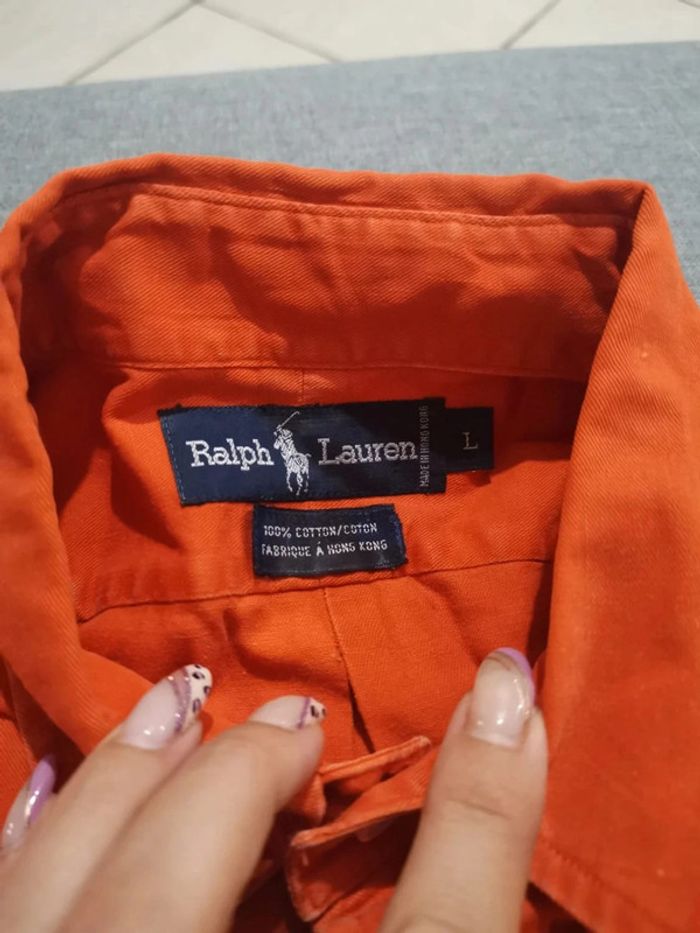 Ralph Lauren
MADE IN HONG KONG
L
100% COTTON/COTON
FABRIQUE Á HONG KONG